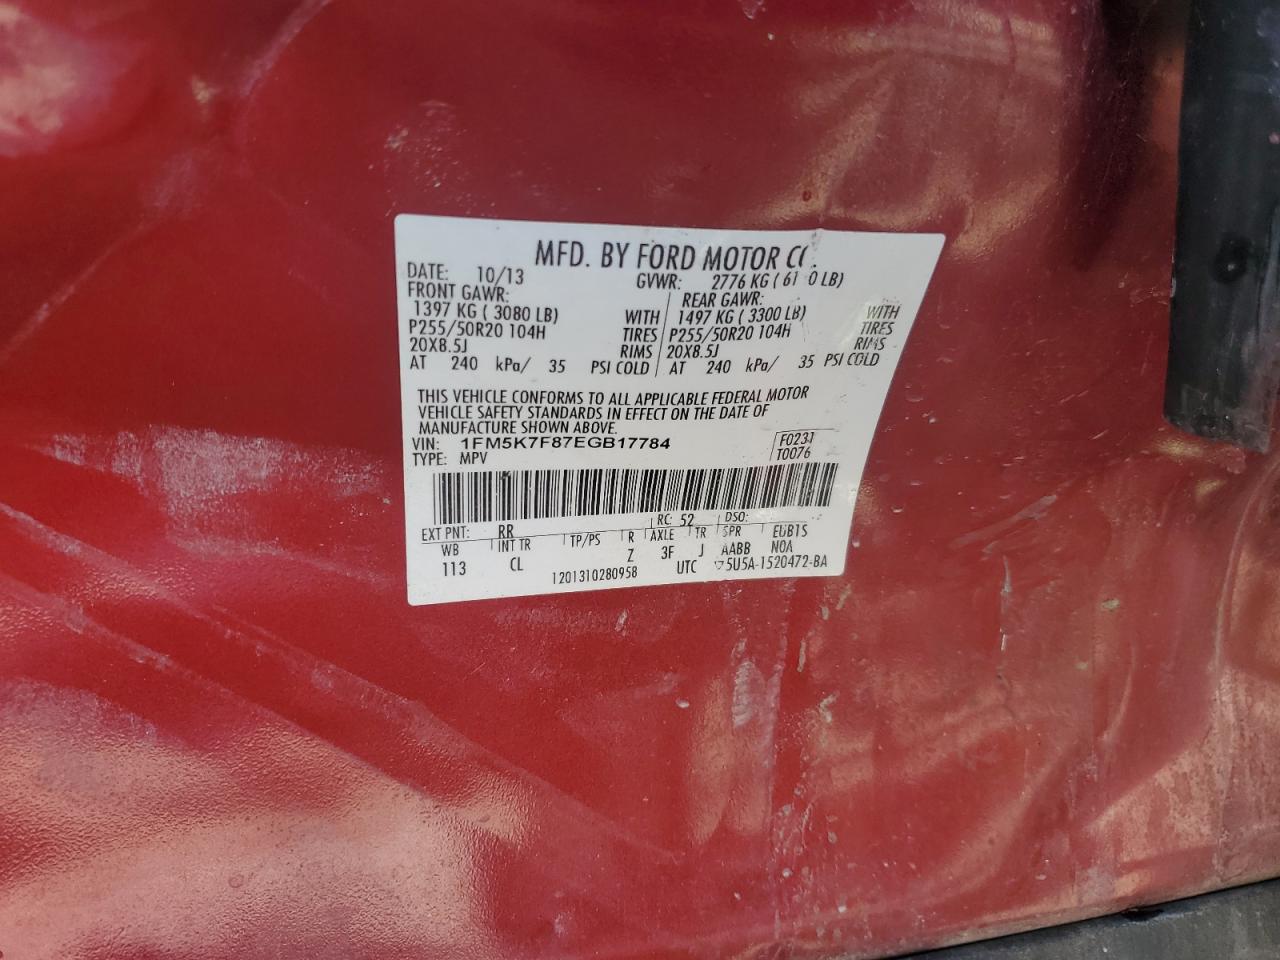 MFD. BY FORD MOTOR
DATE: 10/13 GVWR: 2776 KG
FRONT GAWR: REAR GAWR:
1397 KG ( 3080 LB) WITH 1497 KG ( 3300 LB) WITH
P255/50R20 104H TIRES P255/50R20 104H TIRES
20X8.5J RIMS 20X8.5J RIMS
AT 240 kPa/ 35 PSI COLD AT 240 kPa/ 35 PSI COLD
THIS VEHICLE CONFORMS TO ALL APPLICABLE FEDERAL MOTOR
VEHICLE SAFETY STANDARDS IN EFFECT ON THE DATE OF
MANUFACTURE SHOWN ABOVE.
VIN: 1FM5K7F87EGB17784 F0231
TYPE: MPV T0076
EXT PNT: RR RC: 52 DSO:
WB INT TR TP/PS R AXLE TR SPR EUB1S
113 CL Z 3F J AABB N0A
1201310280958 UTC 5U5A-1520472-BA